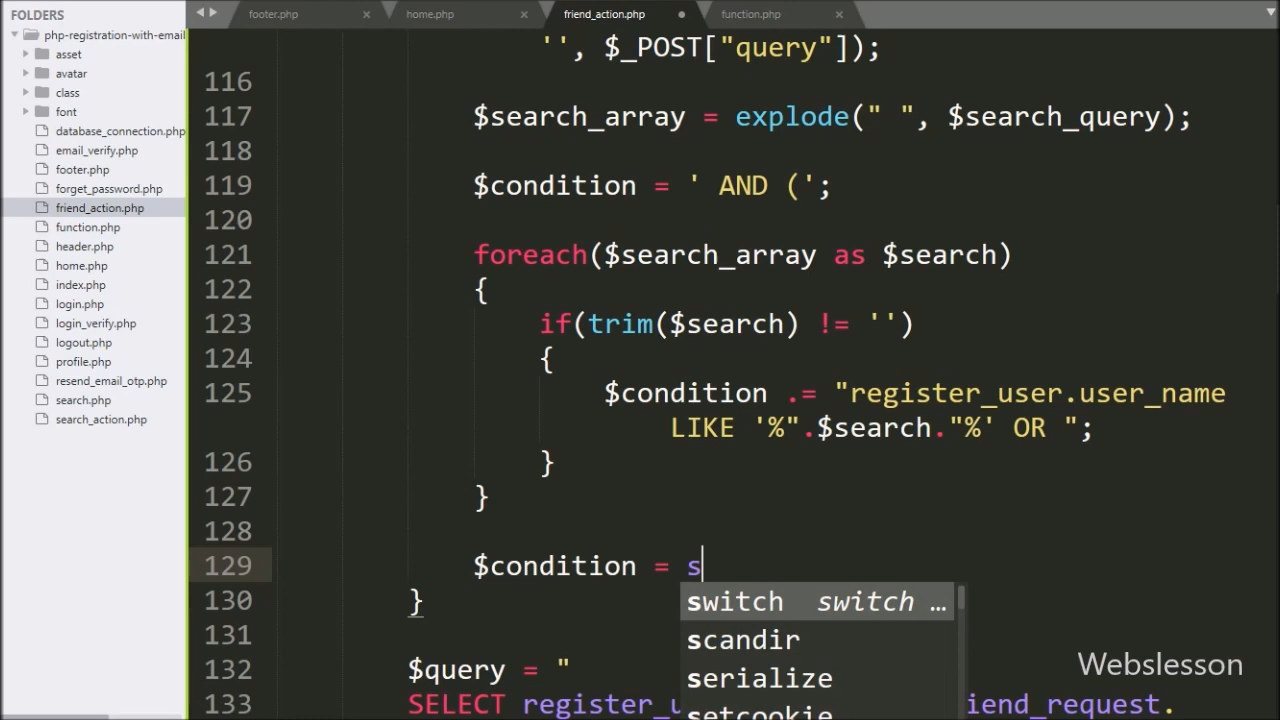 FOLDERS
php-registration-with-email
asset
avatar
class
font
database_connection.php
email_verify.php
footer.php
forget_password.php
friend_action.php
function.php
header.php
home.php
index.php
login.php
login_verify.php
logout.php
profile.php
resend_email_otp.php
search.php
search_action.php
footer.php × home.php × friend_action.php function.php ×
'', $_POST["query"]);
116
117 $search_array = explode(" ", $search_query);
118
119 $condition = ' AND (';
120
121 foreach($search_array as $search)
122 {
123 if(trim($search) != '')
124 {
125 $condition .= "register_user.user_name
LIKE '%".$search."%' OR ";
126 }
127 }
128
129 $condition = s
switch switch …
scandir
serialize
setcookie
130 }
131
132 $query = "
133 SELECT iend_request.
Webslesson